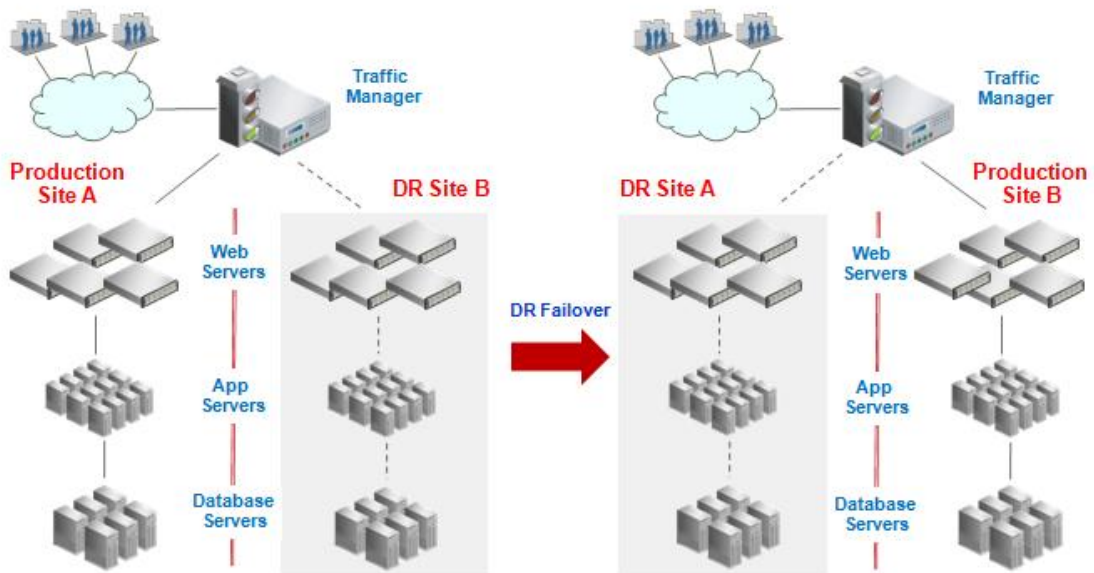 Traffic
Manager
Production
Site A
DR Site B
Web
Servers
App
Servers
Database
Servers
DR Failover
Traffic
Manager
DR Site A
Production
Site B
Web
Servers
App
Servers
Database
Servers